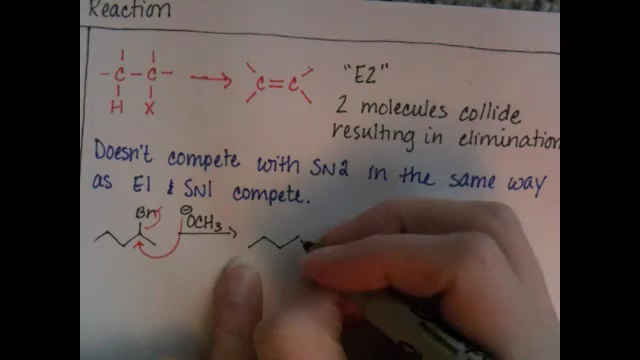 Reaction
- C - C - → C = C "E2"
H X 2 molecules collide
resulting in elimination
Doesn't compete with SN2 in the same way
as E1 & SN1 compete.
Br ⊖OCH3